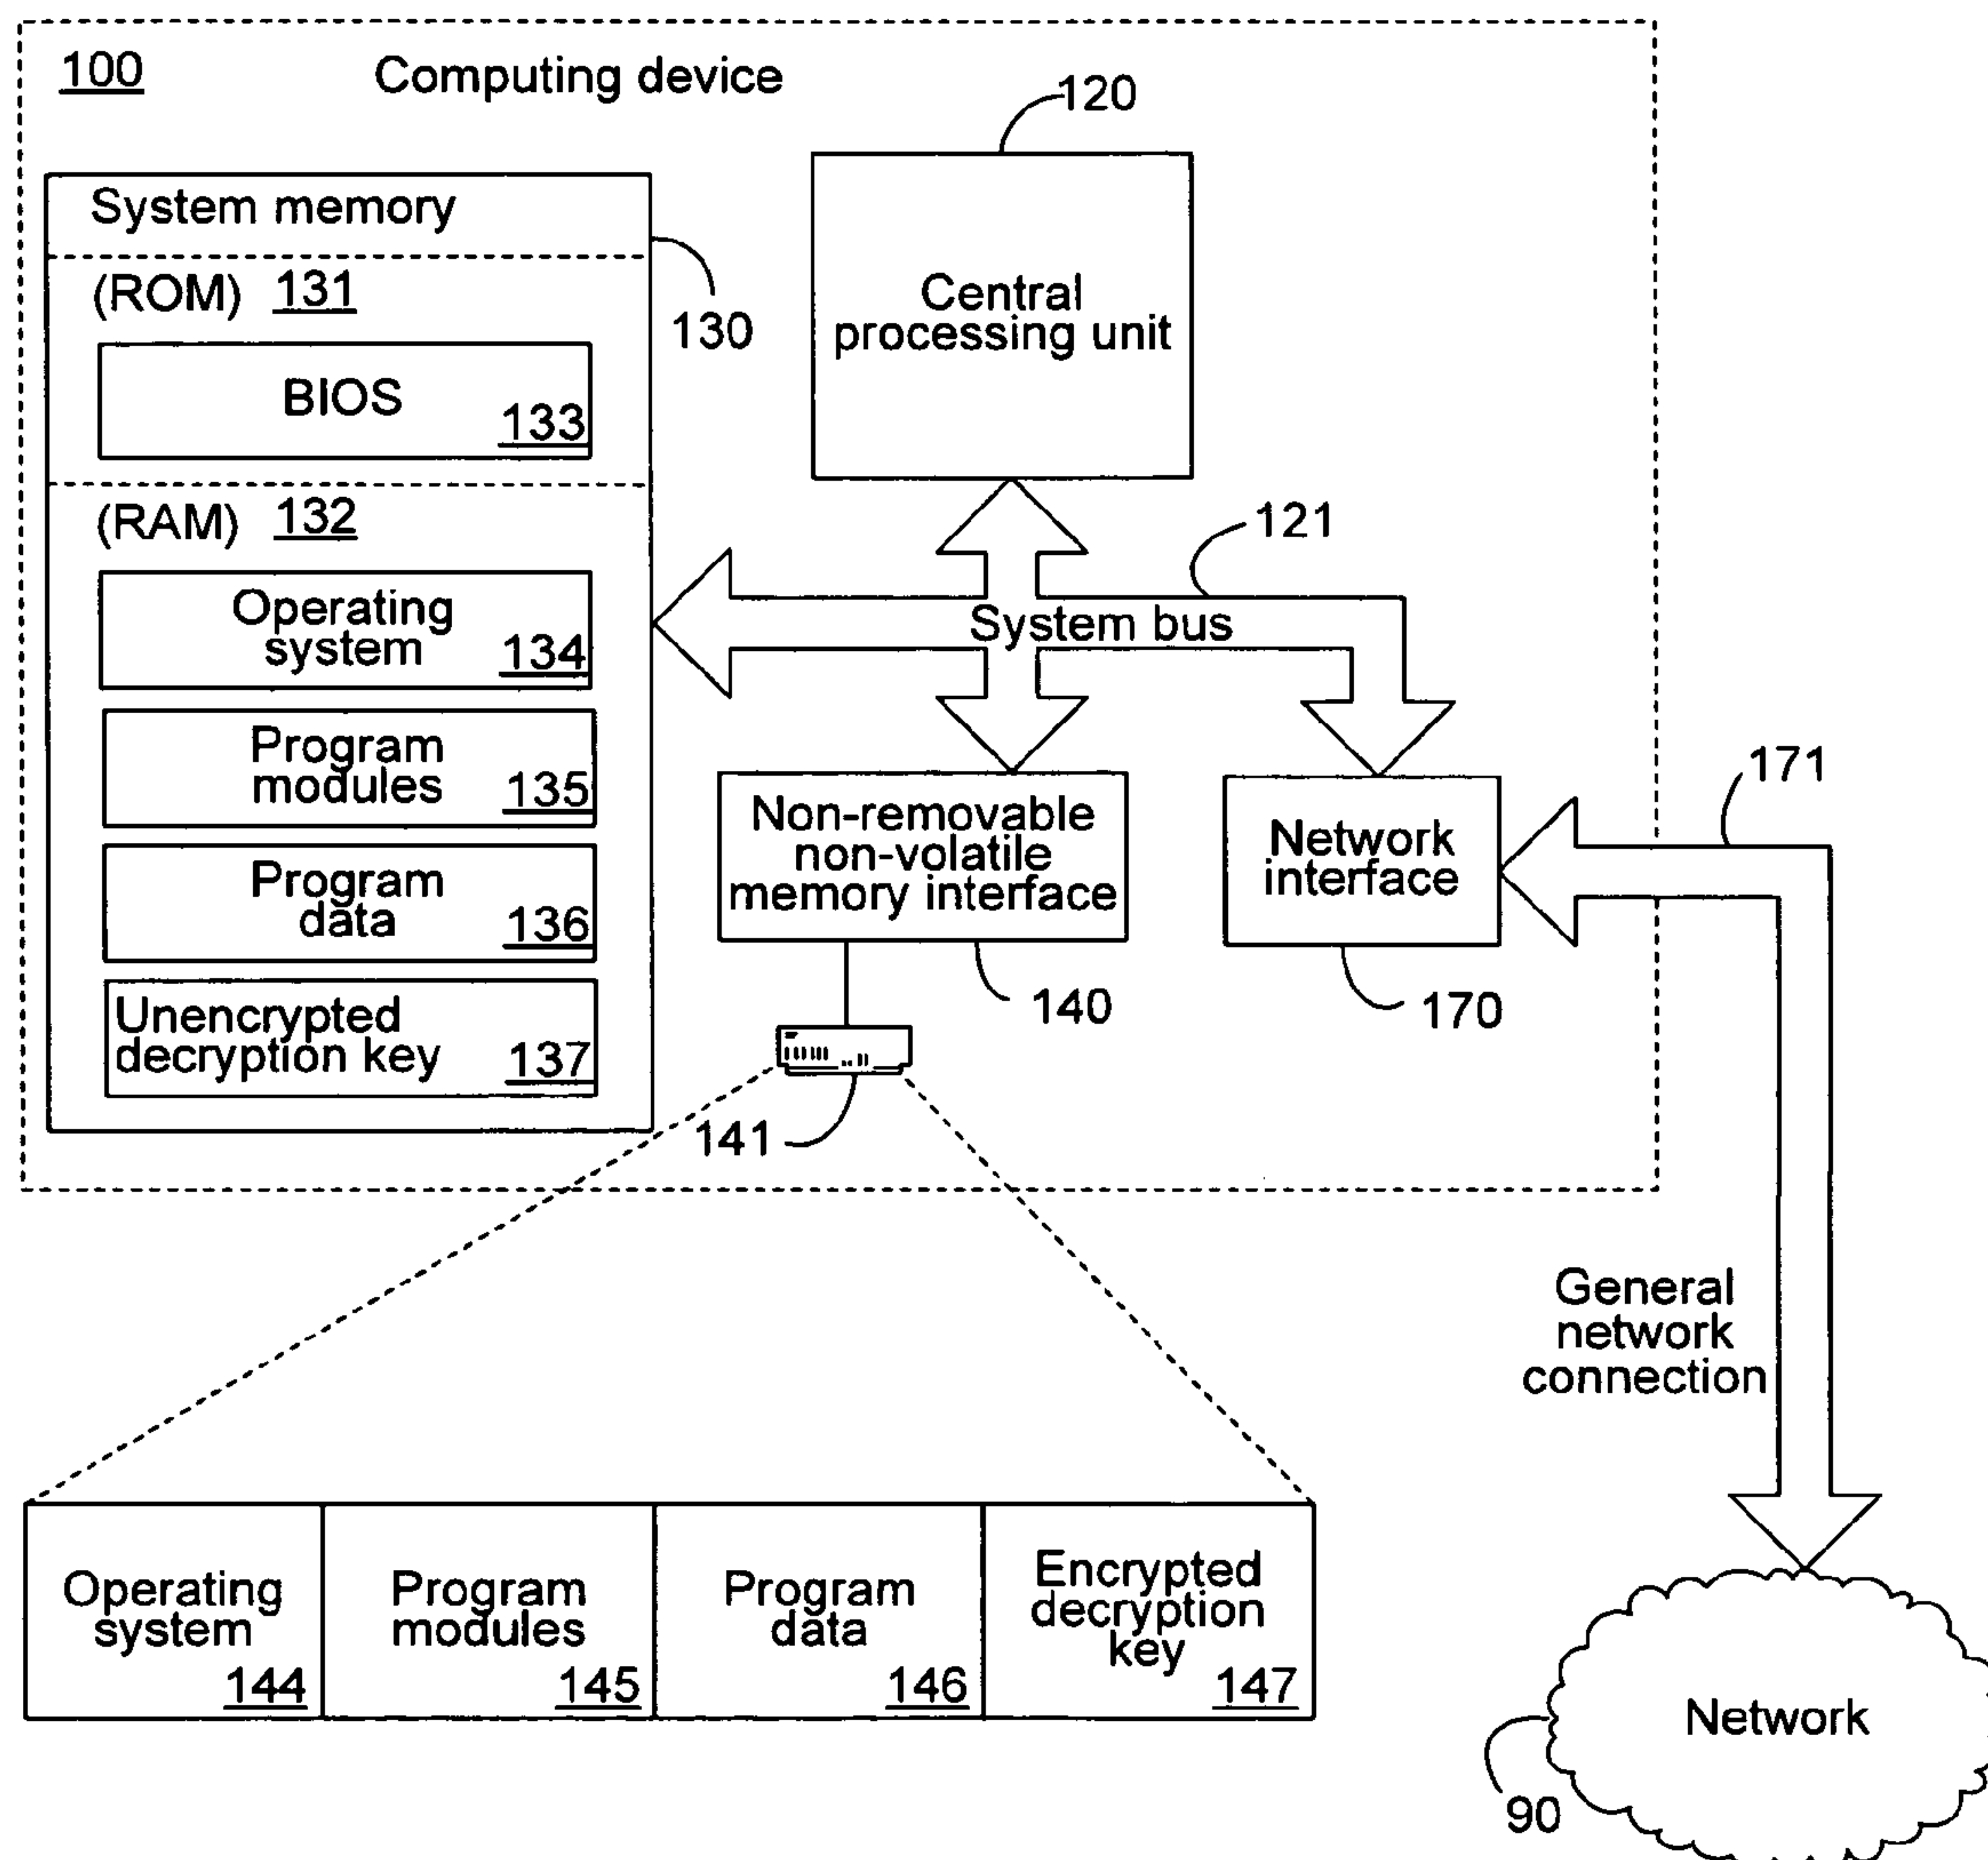 100 Computing device
120
System memory
(ROM) 131
130
BIOS
133
Central
processing unit
(RAM) 132
121
Operating
system
134
System bus
Program
modules
135
171
Non-removable
non-volatile
memory interface
Network
interface
Program
data
136
140
170
Unencrypted
decryption key
137
141
General
network
connection
Operating
system
144
Program
modules
145
Program
data
146
Encrypted
decryption
key
147
Network
90